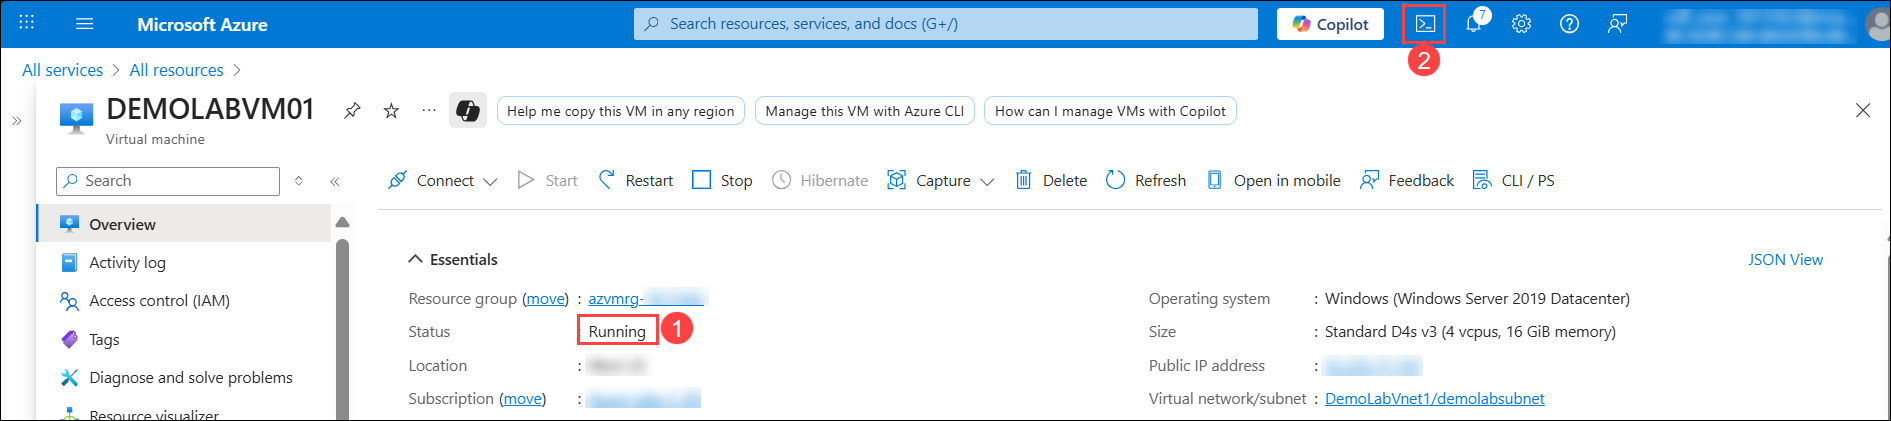 Microsoft Azure
Search resources, services, and docs (G+/)
Copilot
7
2
All services > All resources >
DEMOLABVM01
Virtual machine
Help me copy this VM in any region
Manage this VM with Azure CLI
How can I manage VMs with Copilot
Search
Connect
Start
Restart
Stop
Hibernate
Capture
Delete
Refresh
Open in mobile
Feedback
CLI / PS
Overview
Activity log
Access control (IAM)
Tags
Diagnose and solve problems
Resource visualizer
Essentials
JSON View
Resource group (move) : azvmrg-
Status : Running
1
Location :
Subscription (move) :
Operating system : Windows (Windows Server 2019 Datacenter)
Size : Standard D4s v3 (4 vcpus, 16 GiB memory)
Public IP address :
Virtual network/subnet : DemoLabVnet1/demolabsubnet